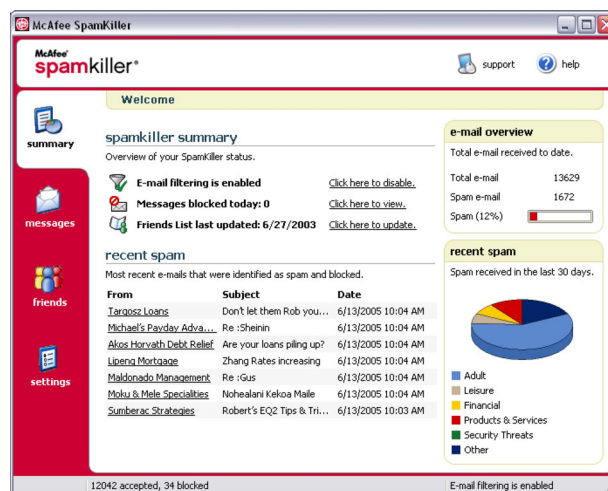 McAfee SpamKiller
McAfee®
spamkiller®
support
help
Welcome
summary
messages
friends
settings
spamkiller summary
Overview of your SpamKiller status.
E-mail filtering is enabled Click here to disable.
Messages blocked today: 0 Click here to view.
Friends List last updated: 6/27/2003 Click here to update.
recent spam
Most recent e-mails that were identified as spam and blocked.
From Subject Date
Targosz Loans Don't let them Rob you... 6/13/2005 10:04 AM
Michael's Payday Adva... Re :Sheinin 6/13/2005 10:04 AM
Akos Horvath Debt Relief Are your loans piling up? 6/13/2005 10:04 AM
Lipeng Mortgage Zhang Rates increasing 6/13/2005 10:04 AM
Maldonado Management Re :Gus 6/13/2005 10:04 AM
Moku & Mele Specialities Nohealani Kekoa Maile 6/13/2005 10:04 AM
Sumberac Strategies Robert's EQ2 Tips & Tri... 6/13/2005 10:03 AM
e-mail overview
Total e-mail received to date.
Total e-mail 13629
Spam e-mail 1672
Spam (12%)
recent spam
Spam received in the last 30 days.
Adult
Leisure
Financial
Products & Services
Security Threats
Other
12042 accepted, 34 blocked
E-mail filtering is enabled